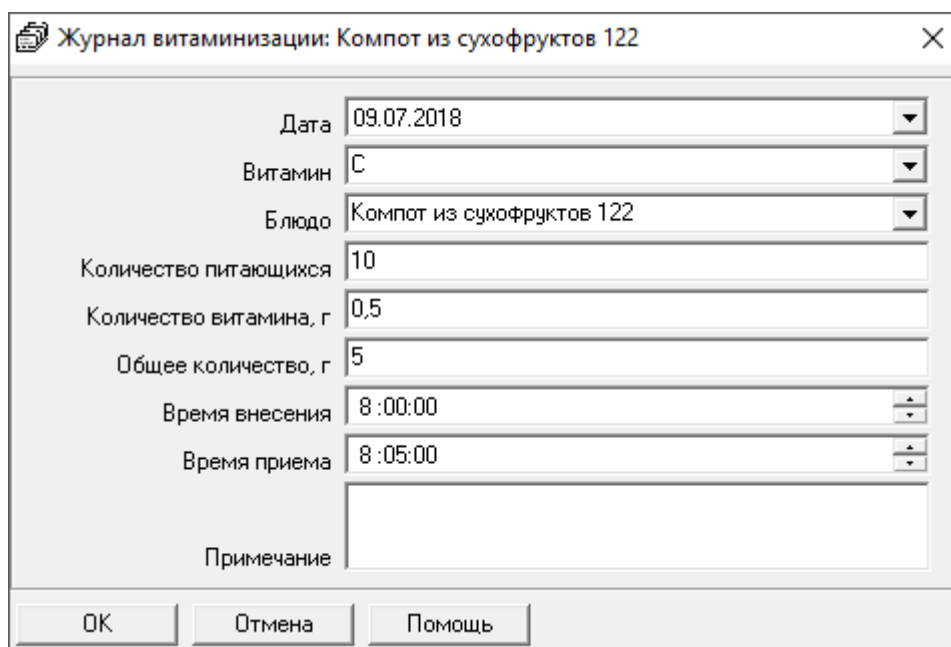 Журнал витаминизации: Компот из сухофруктов 122
Дата 09.07.2018
Витамин C
Блюдо Компот из сухофруктов 122
Количество питающихся 10
Количество витамина, г 0,5
Общее количество, г 5
Время внесения 8:00:00
Время приема 8:05:00
Примечание
OK Отмена Помощь